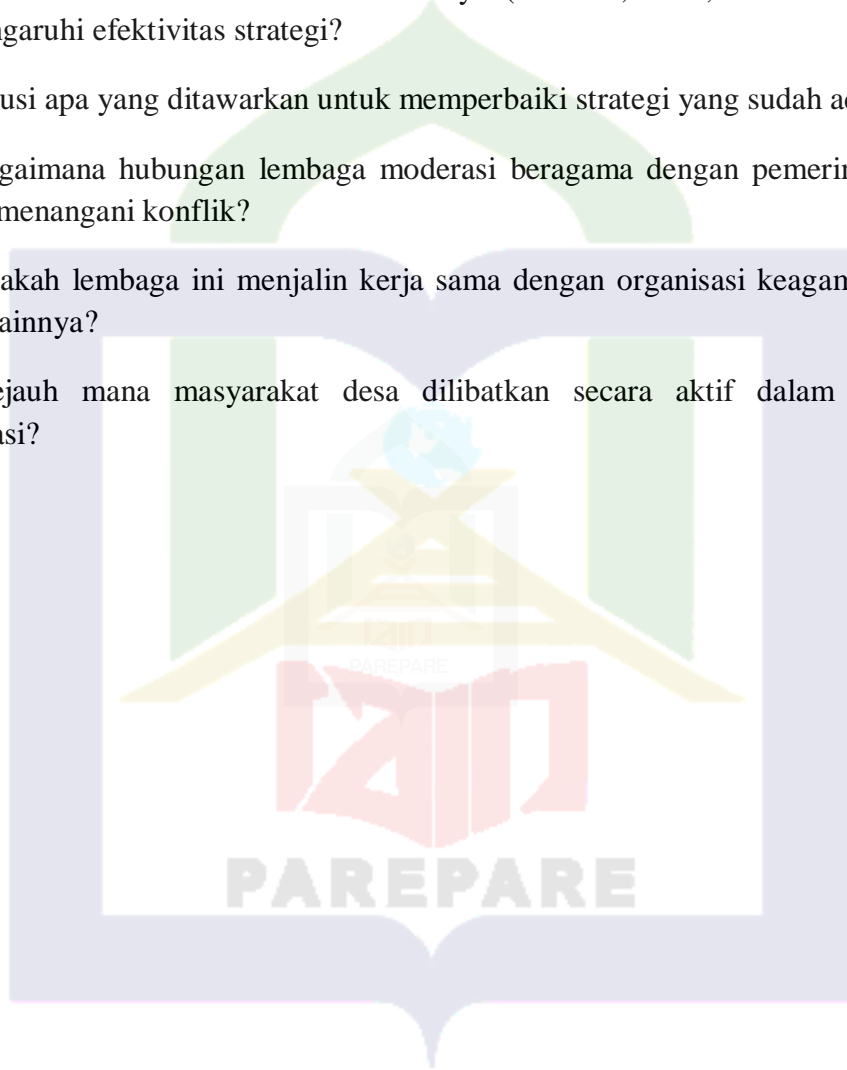 ngaruhi efektivitas strategi?
usi apa yang ditawarkan untuk memperbaiki strategi yang sudah
gaimana hubungan lembaga moderasi beragama dengan pemerin
menangani konflik?
akah lembaga ini menjalin kerja sama dengan organisasi keagam
ainnya?
ejauh mana masyarakat desa dilibatkan secara aktif dalam
asi?
PAREPARE
PAREPARE